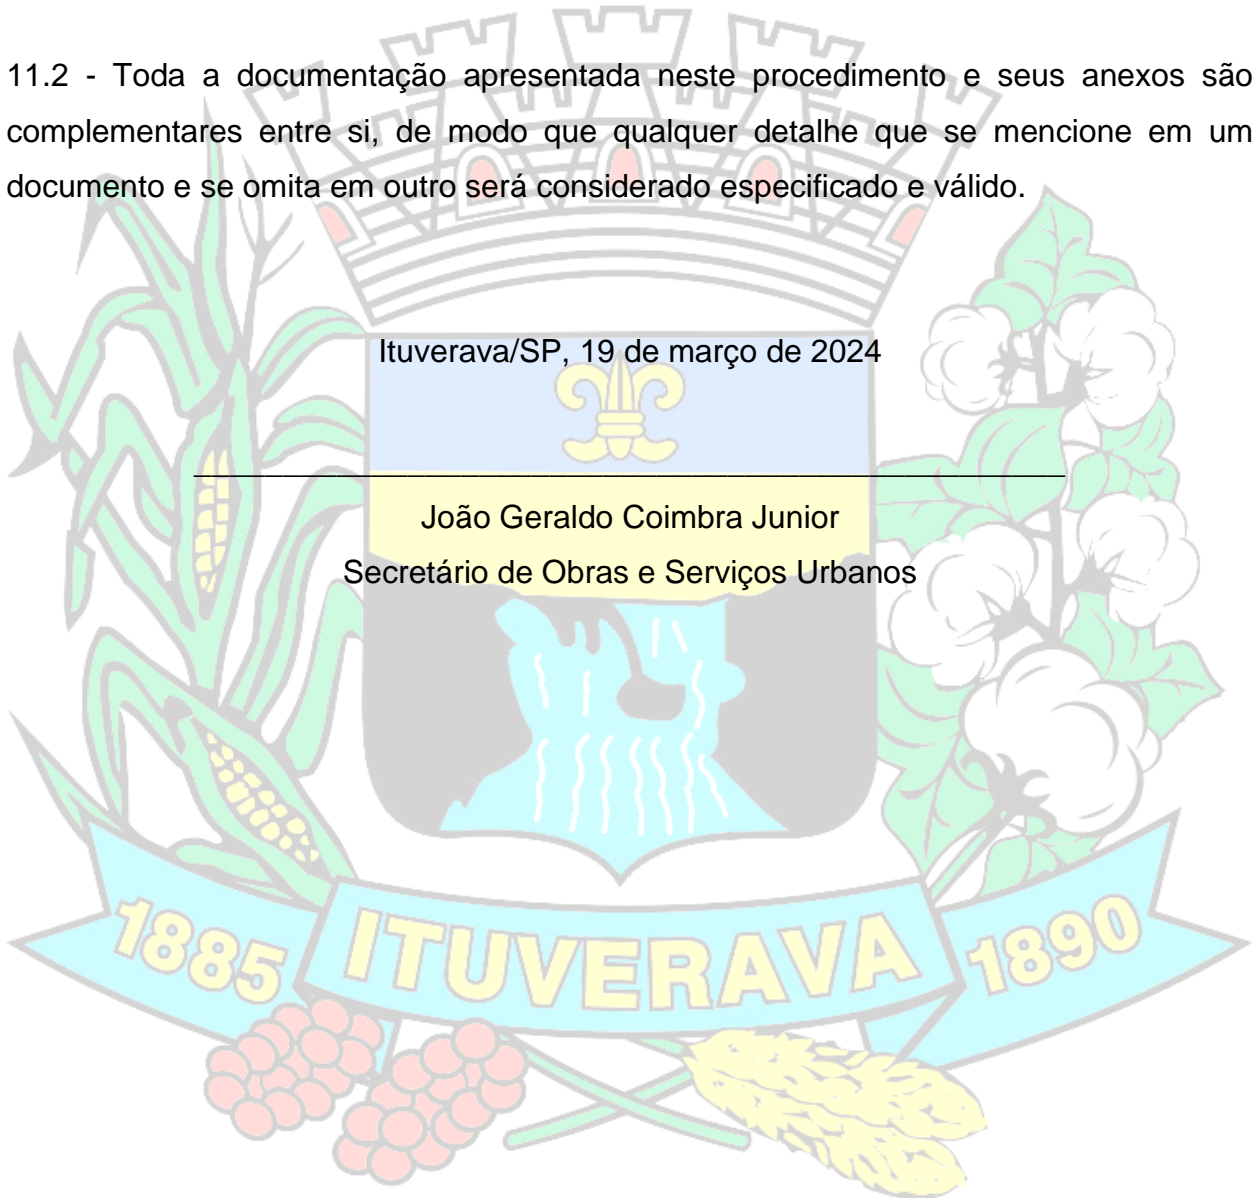 11.2 - Toda a documentação apresentada neste procedimento e seus anexos são
complementares entre si, de modo que qualquer detalhe que se mencione em um
documento e se omita em outro será considerado especificado e válido.
Ituverava/SP, 19 de março de 2024
João Geraldo Coimbra Junior
Secretário de Obras e Serviços Urbanos
1885 ITUVERAVA 1890